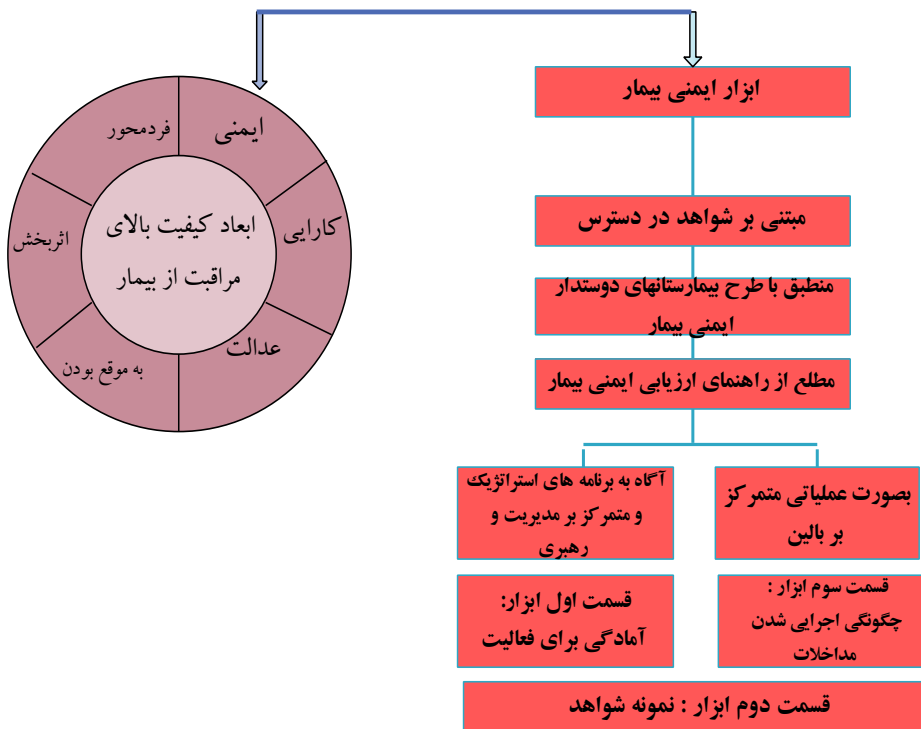 ابزار ایمنی بیمار
مبتنی بر شواهد در دسترس
منطبق با طرح بیمارستانهای دوستدار
ایمنی بیمار
مطلع از راهنمای ارزیابی ایمنی بیمار
بصورت عملیاتی متمرکز
بر بالین
آگاه به برنامه های استراتژیک
و متمرکز بر مدیریت و
رهبری
قسمت سوم ابزار :
چگونگی اجرایی شدن
مداخلات
قسمت اول ابزار:
آمادگی برای فعالیت
قسمت دوم ابزار : نمونه شواهد
ابعاد کیفیت بالای
مراقبت از بیمار
ایمنی
کارایی
عدالت
به موقع بودن
اثربخش
فردمحور